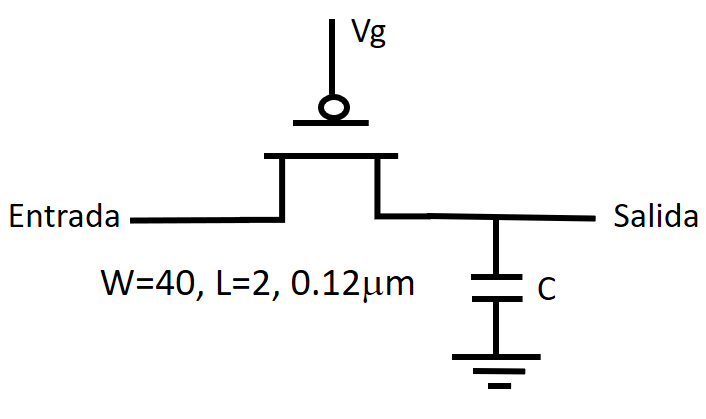 Vg
Entrada
Salida
W=40, L=2, 0.12μm
C